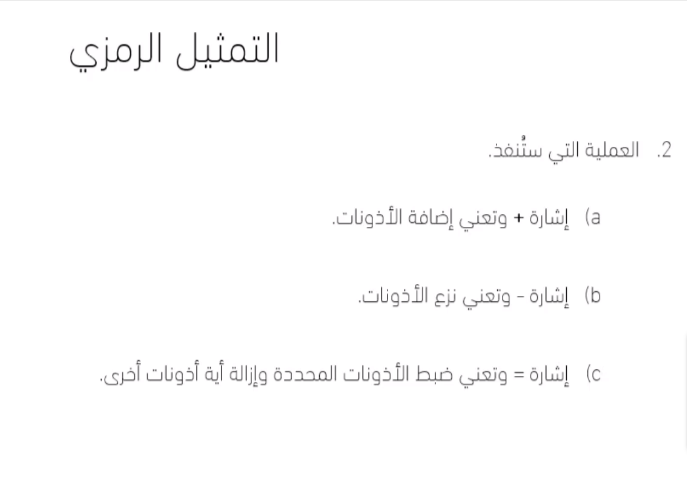 التمثيل الرمزي
2. العملية التي ستُنفذ.
a) إشارة + وتعني إضافة الأذونات.
b) إشارة - وتعني نزع الأذونات.
c) إشارة = وتعني ضبط الأذونات المحددة وإزالة أية أذونات أخرى.